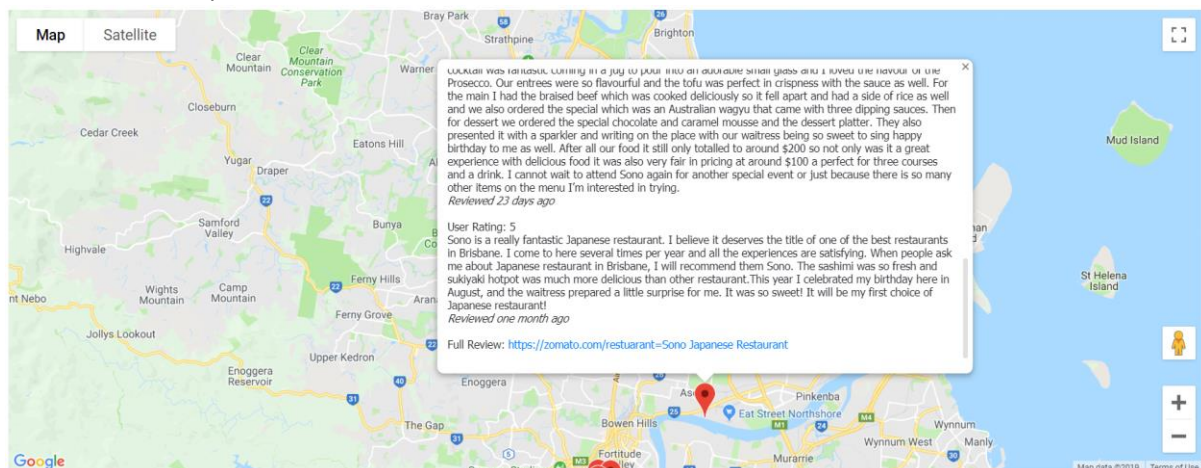 Map
Satellite
Bray Park
58
26
Strathpine
Brighton
Clear
Mountain
Clear
Mountain
Conservation
Park
Warner
×
cocktail was fantastic coming in a jug to pour into an adorable small glass and I loved the flavour of the
Prosecco. Our entrees were so flavourful and the tofu was perfect in crispness with the sauce as well. For
the main I had the braised beef which was cooked deliciously so it fell apart and had a side of rice as well
and we also ordered the special which was an Australian wagyu that came with three dipping sauces. Then
for dessert we ordered the special chocolate and caramel mousse and the dessert platter. They also
presented it with a sparkler and writing on the place with our waitress being so sweet to sing happy
birthday to me as well. After all our food it still only totalled to around $200 so not only was it a great
experience with delicious food it was also very fair in pricing at around $100 a perfect for three courses
and a drink. I cannot wait to attend Sono again for another special event or just because there is so many
other items on the menu I'm interested in trying.
Reviewed 23 days ago
User Rating: 5
Sono is a really fantastic Japanese restaurant. I believe it deserves the title of one of the best restaurants
in Brisbane. I come to here several times per year and all the experiences are satisfying. When people ask
me about Japanese restaurant in Brisbane, I will recommend them Sono. The sashimi was so fresh and
sukiyaki hotpot was much more delicious than other restaurant.This year I celebrated my birthday here in
August, and the waitress prepared a little surprise for me. It was so sweet! It will be my first choice of
Japanese restaurant!
Reviewed one month ago
Full Review: https://zomato.com/restuarant=Sono Japanese Restaurant
Closeburn
Cedar Creek
Eatons Hill
Mud Island
Yugar
Draper
22
Samford
Valley
Bunya
Highvale
St Helena
Island
Ferny Hills
22
Camp
Mountain
Wights
Mountain
nt Nebo
Ferny Grove
Jollys Lookout
22
Upper Kedron
Enoggera
Reservoir
40
Enoggera
31
26
Pinkenba
25
Eat Street Northshore
M4
M1
24
The Gap
Bowen Hills
Wynnum
31
5
Wynnum West
Manly
M3
Fortitude
Murarrie
30
Google
Map data ©2019
Terms of Use